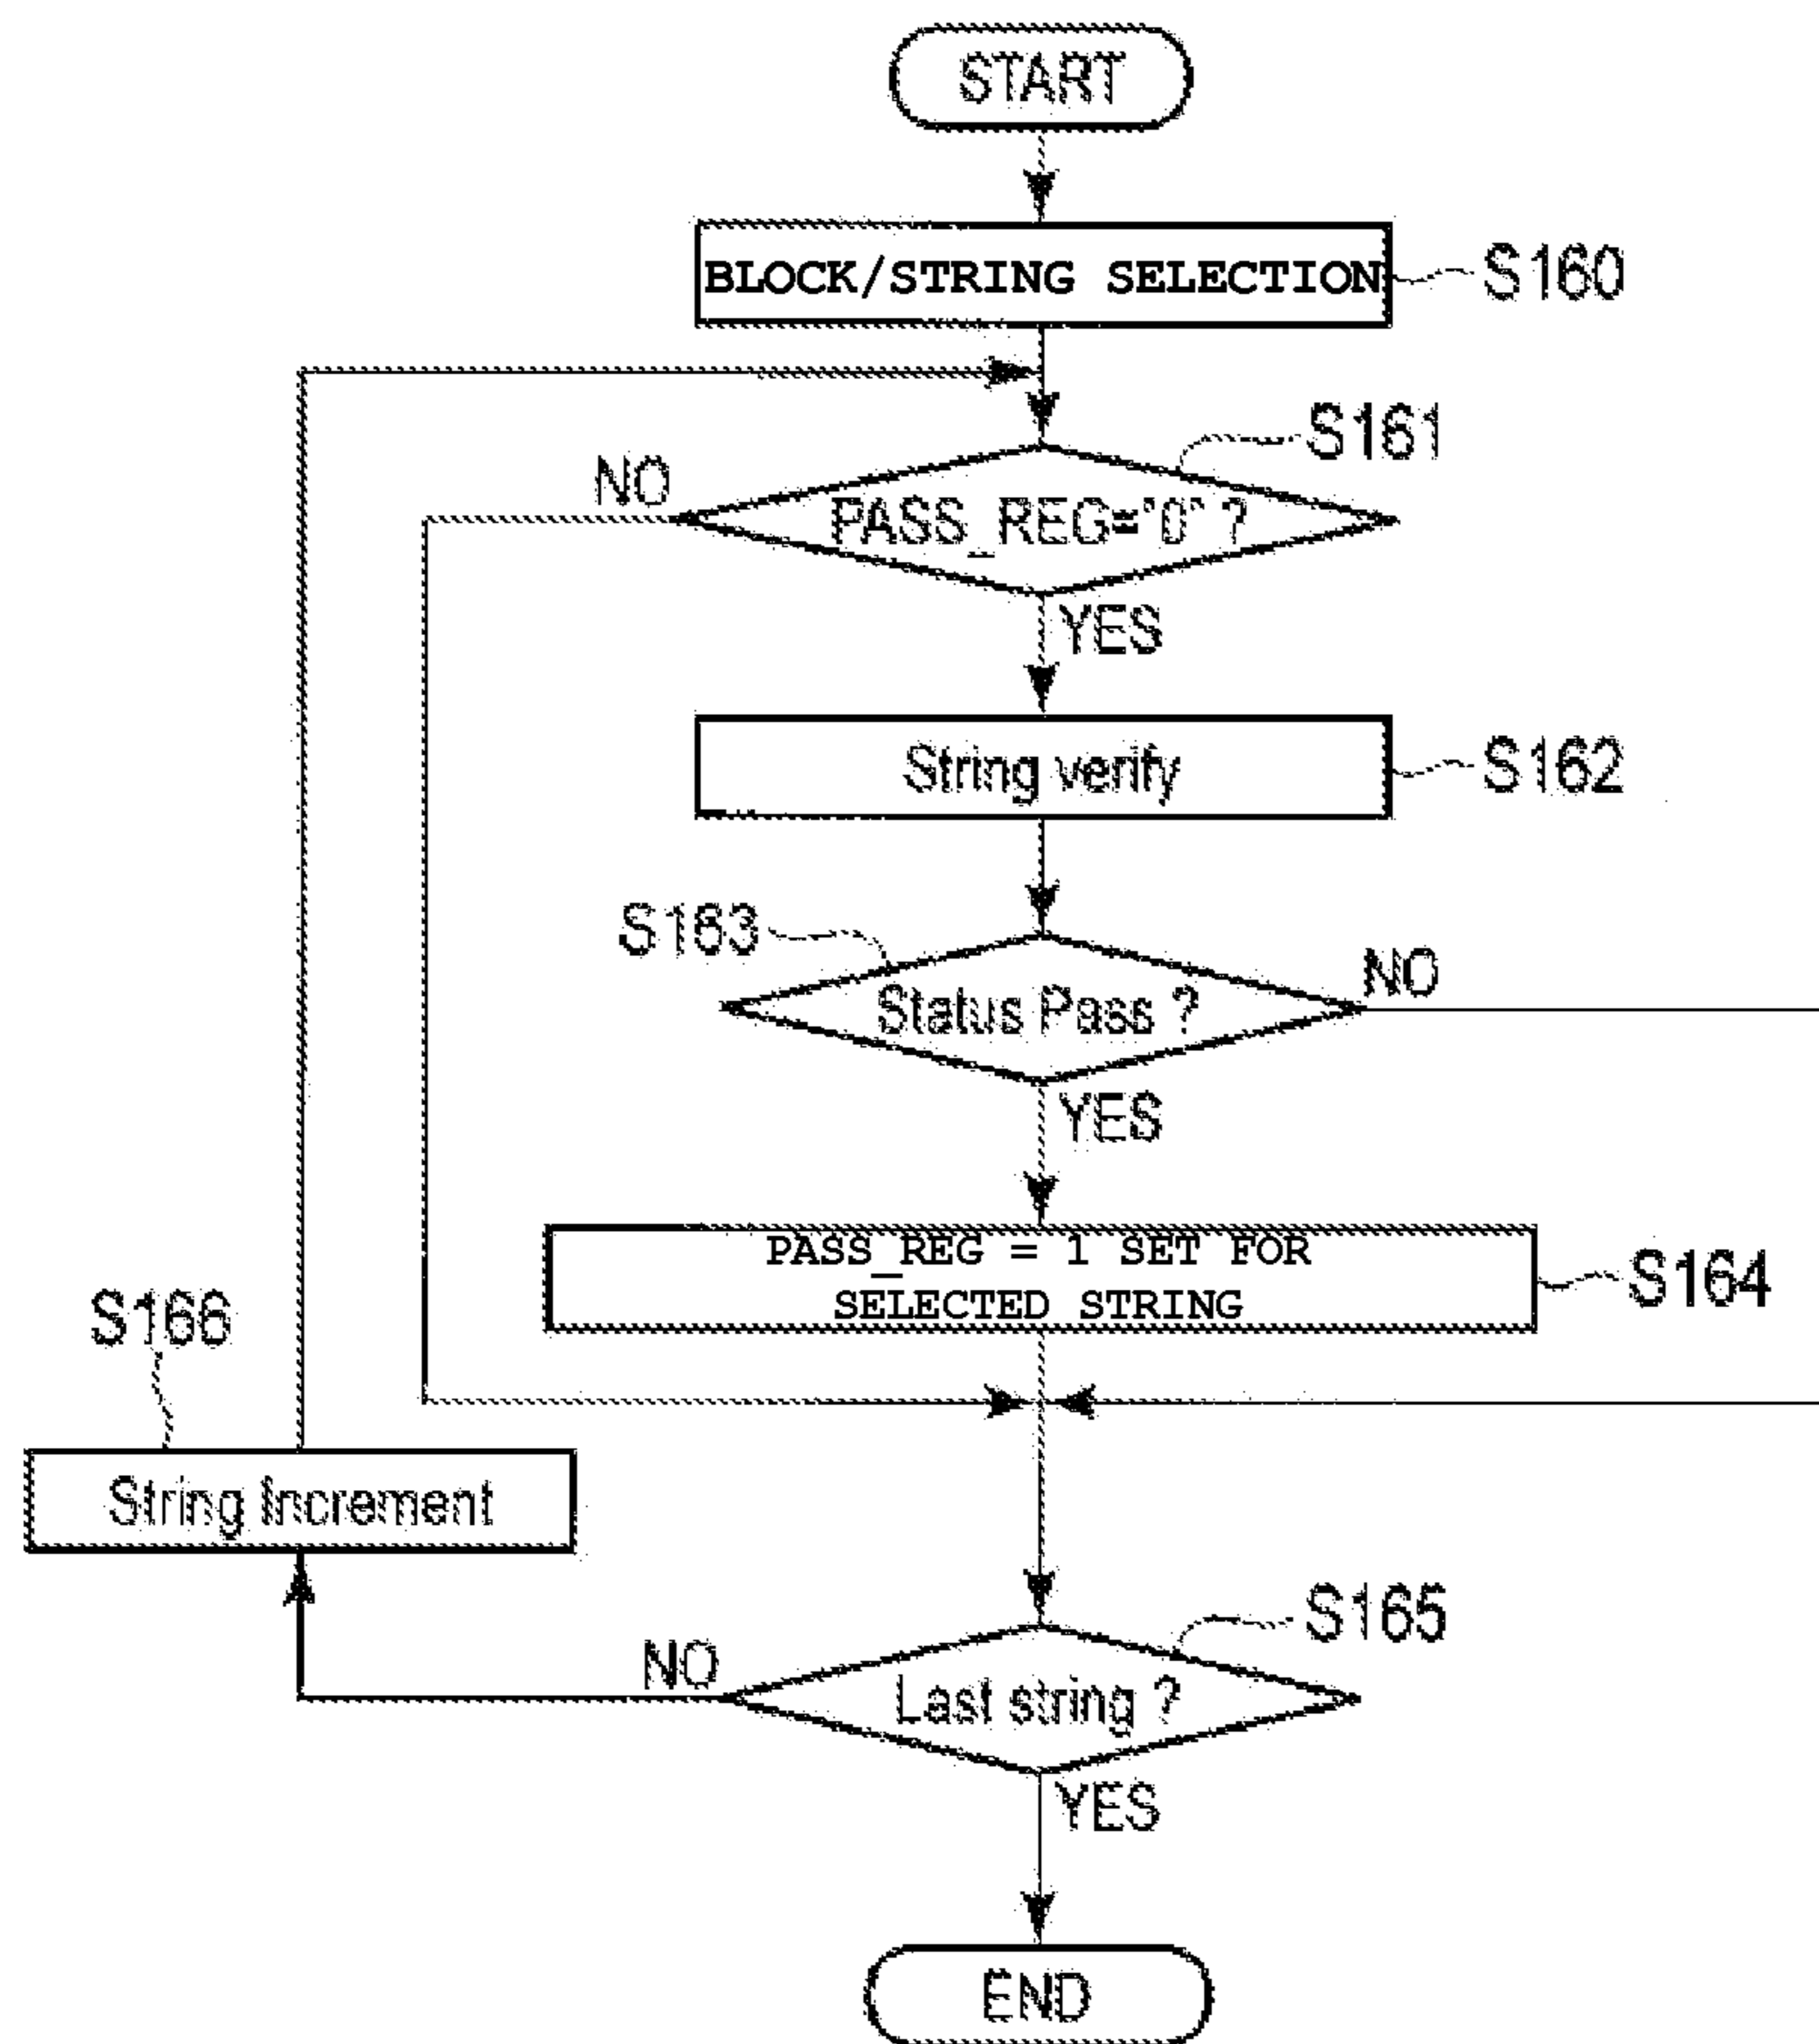 START
BLOCK/STRING SELECTION
S160
S161
NO
PASS_REG="0" ?
YES
String verify
S162
S163
NO
Status Pass ?
YES
PASS_REG = 1 SET FOR
SELECTED STRING
S164
S166
String Increment
S165
NO
Last string ?
YES
END